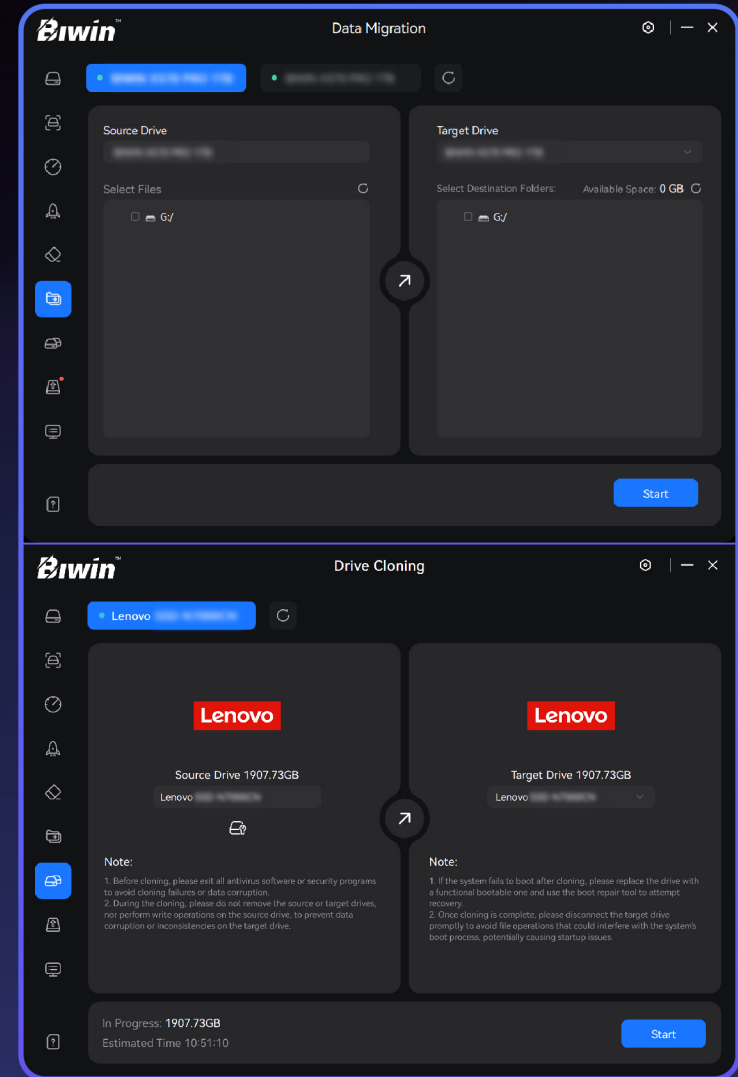 Biwin™
Data Migration
Source Drive
Target Drive
Select Files
Select Destination Folders:
Available Space: 0 GB
G:/
G:/
Start
Biwin™
Drive Cloning
Lenovo
Lenovo
Lenovo
Source Drive 1907.73GB
Target Drive 1907.73GB
Lenovo
Lenovo
Note:
1. Before cloning, please exit all antivirus software or security programs
to avoid cloning failures or data corruption.
2. During the cloning, please do not remove the source or target drives,
nor perform write operations on the source drive, to prevent data
corruption or inconsistencies on the target drive.
Note:
1. If the system fails to boot after cloning, please replace the drive with
a functional bootable one and use the boot repair tool to attempt
recovery.
2. Once cloning is complete, please disconnect the target drive
promptly to avoid file operations that could interfere with the system's
boot process, potentially causing startup issues.
In Progress: 1907.73GB
Estimated Time 10:51:10
Start